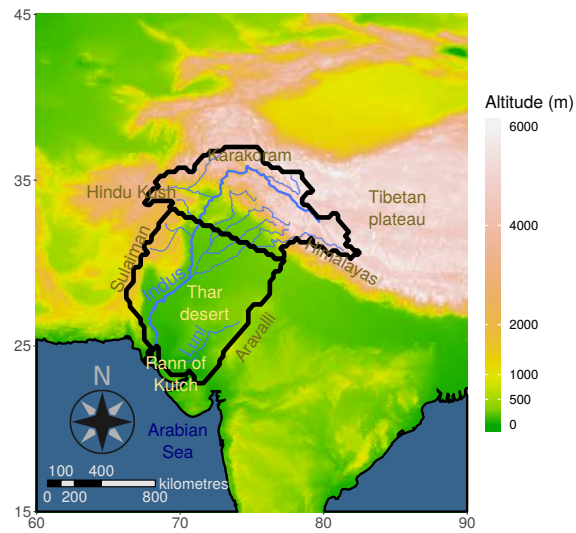 45
Altitude (m)
6000
Karakoram
35
Hindu Kush
Tibetan
plateau
4000
Sulaiman
Himalayas
Indus
Thar
desert
2000
Luni
Aravalli
25
Rann of
Kutch
1000
500
0
N
Arabian
Sea
100 400
kilometres
0 200 800
15
60 70 80 90